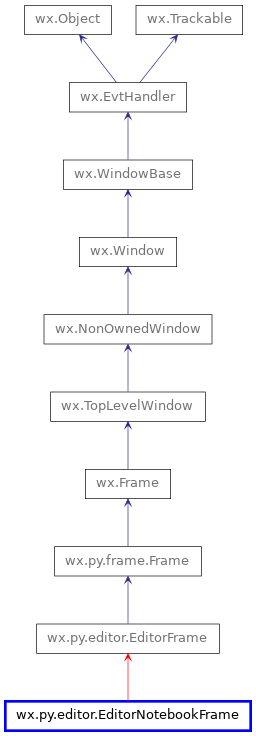 wx.Object
wx.Trackable
wx.EvtHandler
wx.WindowBase
wx.Window
wx.NonOwnedWindow
wx.TopLevelWindow
wx.Frame
wx.py.frame.Frame
wx.py.editor.EditorFrame
wx.py.editor.EditorNotebookFrame